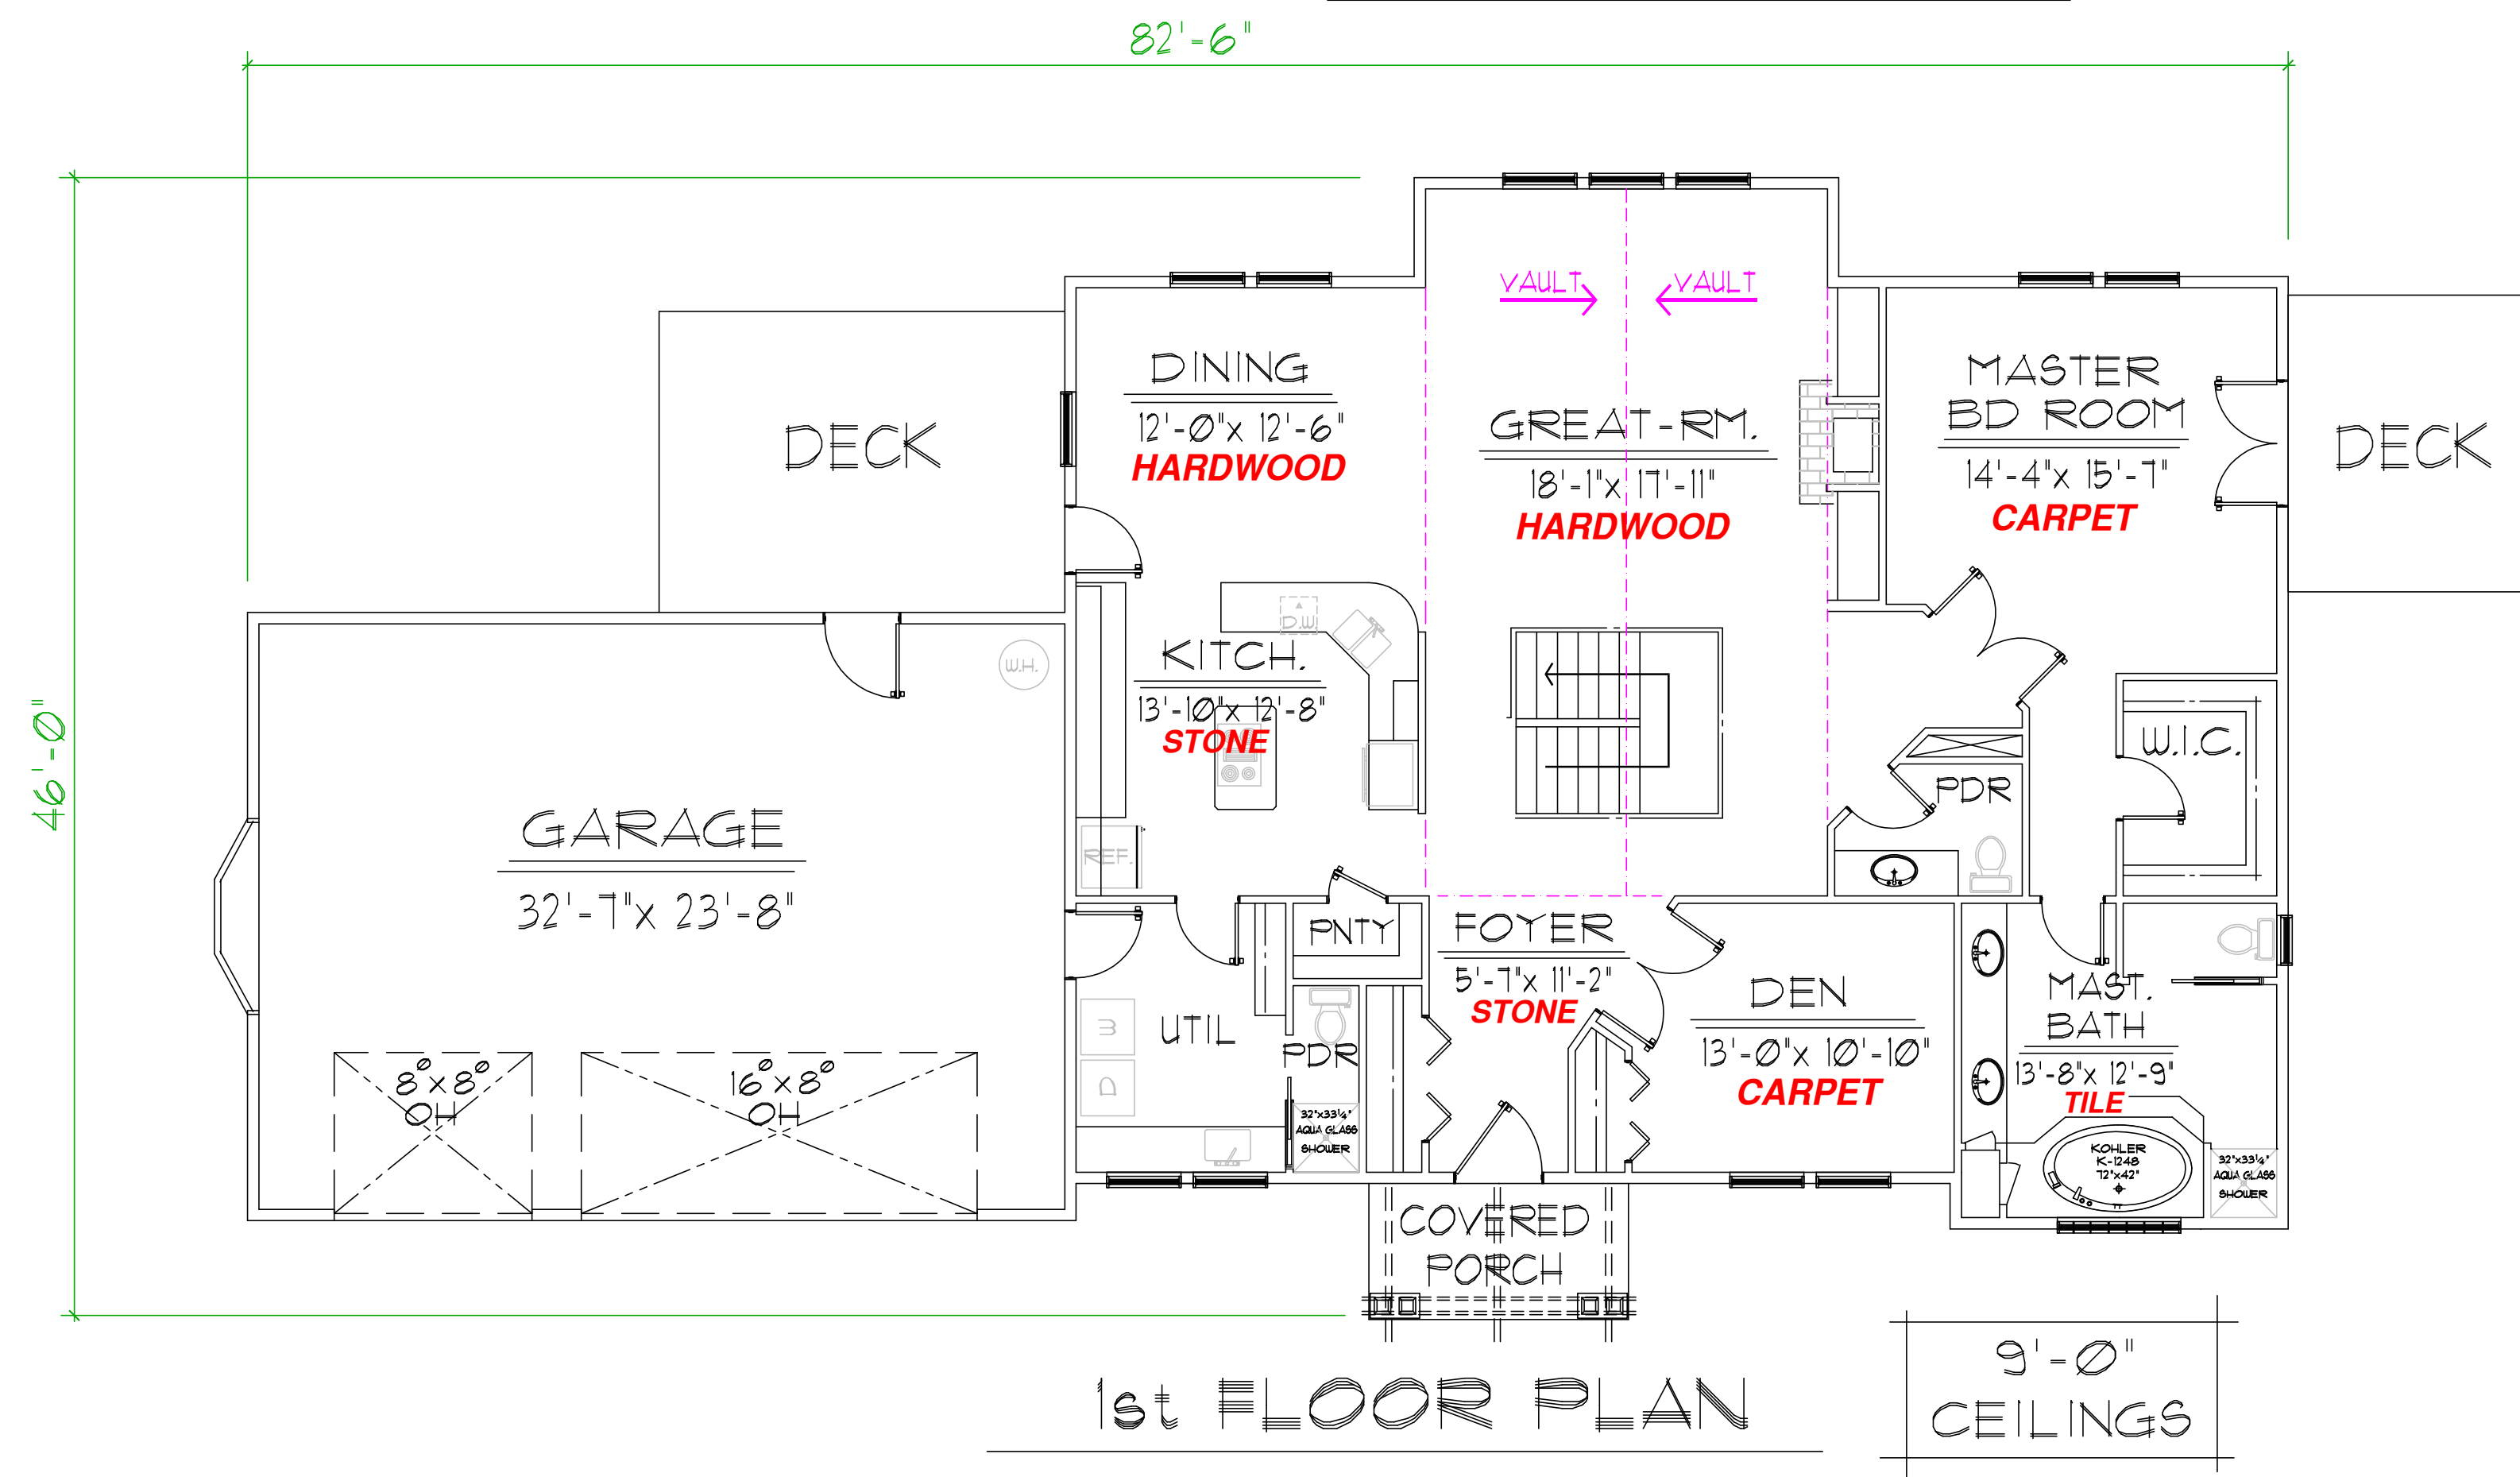 82'-6"
46'-0"
VAULT
VAULT
DINING
12'-0"x 12'-6"
HARDWOOD
DECK
GREAT-RM.
18'-1"x 17'-11"
HARDWOOD
MASTER
BD ROOM
14'-4"x 15'-7"
CARPET
DECK
D.W.
W.H.
KITCH.
13'-10"x 12'-8"
STONE
W.I.C.
PDR
GARAGE
32'-7"x 23'-8"
REF.
PNTY
FOYER
5'-7"x 11'-2"
STONE
DEN
13'-0"x 10'-10"
CARPET
MAST.
BATH
13'-8"x 12'-9"
TILE
W
UTIL
PDR
D
8⁰x8⁰
OH
16⁰x8⁰
OH
32"x33¼"
AQUA GLASS
SHOWER
KOHLER
K-1248
72"x42"
32"x33¼"
AQUA GLASS
SHOWER
COVERED
PORCH
1st FLOOR PLAN
9'-0"
CEILINGS